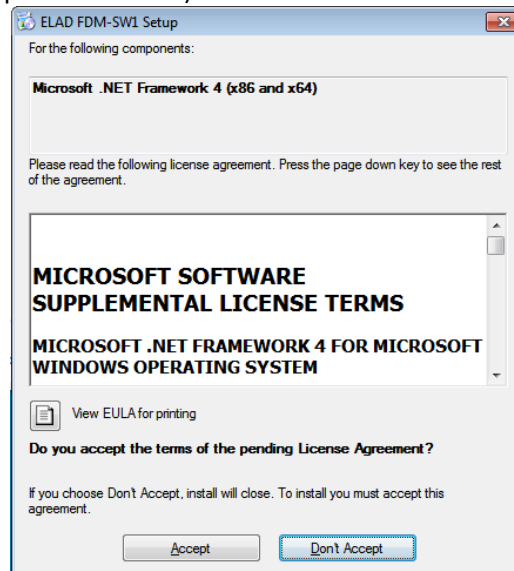 ELAD FDM-SW1 Setup
For the following components:
Microsoft .NET Framework 4 (x86 and x64)
Please read the following license agreement. Press the page down key to see the rest
of the agreement.
MICROSOFT SOFTWARE
SUPPLEMENTAL LICENSE TERMS
MICROSOFT .NET FRAMEWORK 4 FOR MICROSOFT
WINDOWS OPERATING SYSTEM
View EULA for printing
Do you accept the terms of the pending License Agreement?
If you choose Don't Accept, install will close. To install you must accept this
agreement.
Accept
Don't Accept